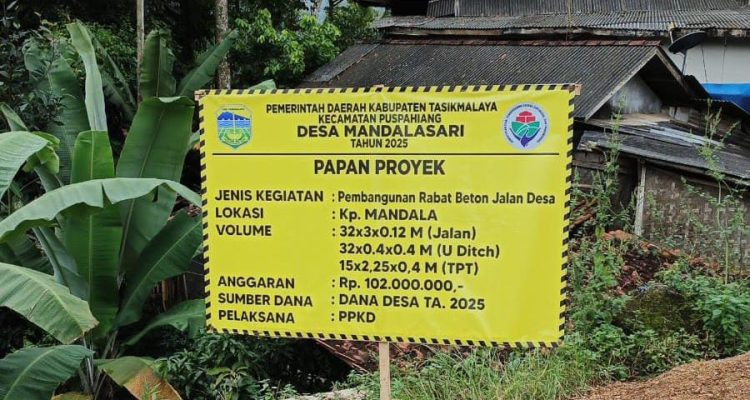 PEMERINTAH DAERAH KABUPATEN TASIKMALAYA
KECAMATAN PUSPAHIANG
DESA MANDALASARI
TAHUN 2025
PAPAN PROYEK
JENIS KEGIATAN : Pembangunan Rabat Beton Jalan Desa
LOKASI : Kp. MANDALA
VOLUME : 32x3x0.12 M (Jalan)
32x0.4x0.4 M (U Ditch)
15x2,25x0,4 M (TPT)
ANGGARAN : Rp. 102.000.000,-
SUMBER DANA : DANA DESA TA. 2025
PELAKSANA : PPKD